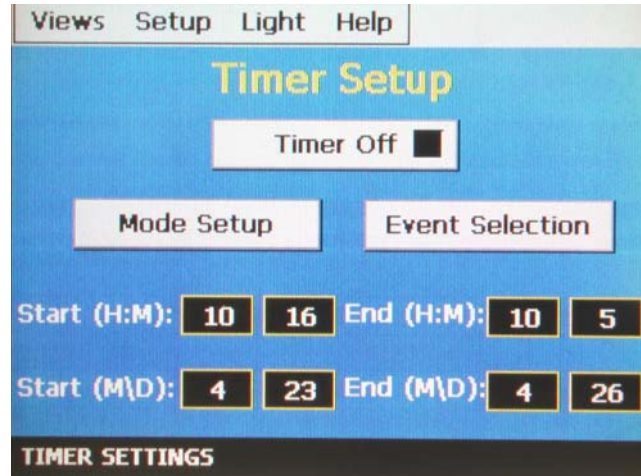 Views Setup Light Help
Timer Setup
Timer Off
Mode Setup Event Selection
Start (H:M): 10 16 End (H:M): 10 5
Start (M\D): 4 23 End (M\D): 4 26
TIMER SETTINGS